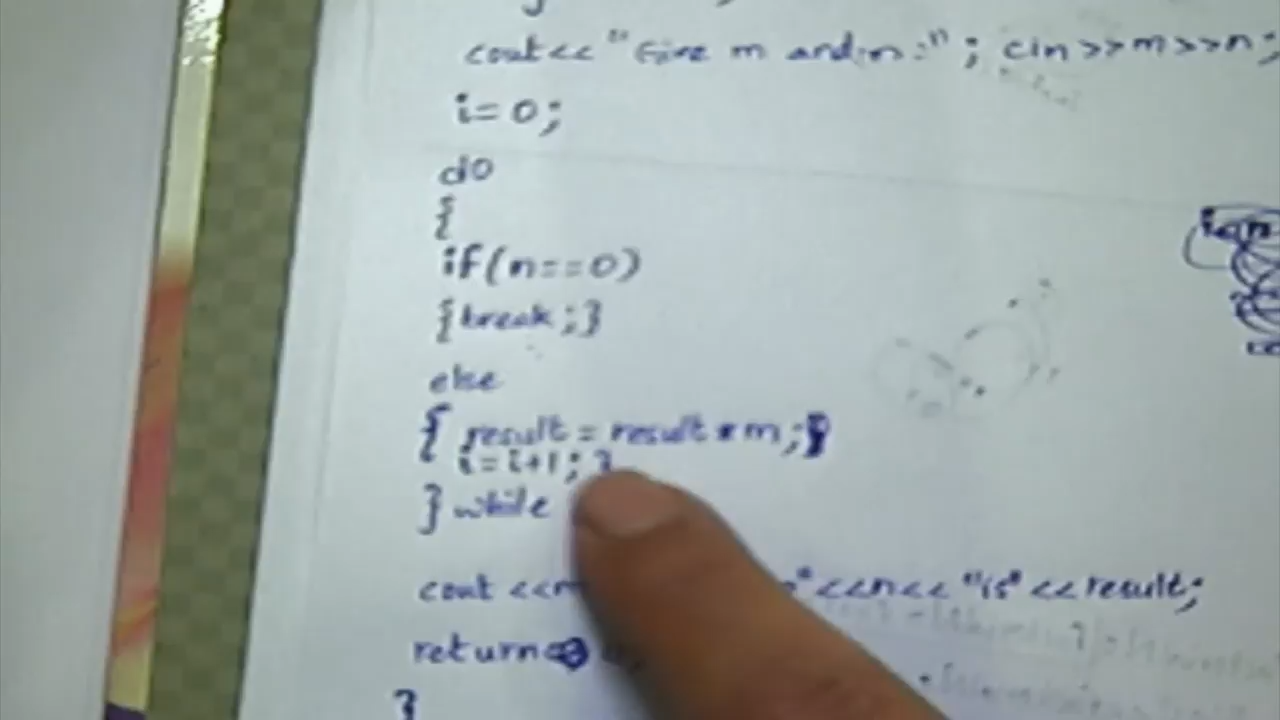 cout<< "Give m and n:"; cin>>m>>n;
i=0;
do
{
if(n==0)
{break;}
else
{ result = result * m;
i=i+1; }
} while
cout << "<<n<< "is" << result;
return
}